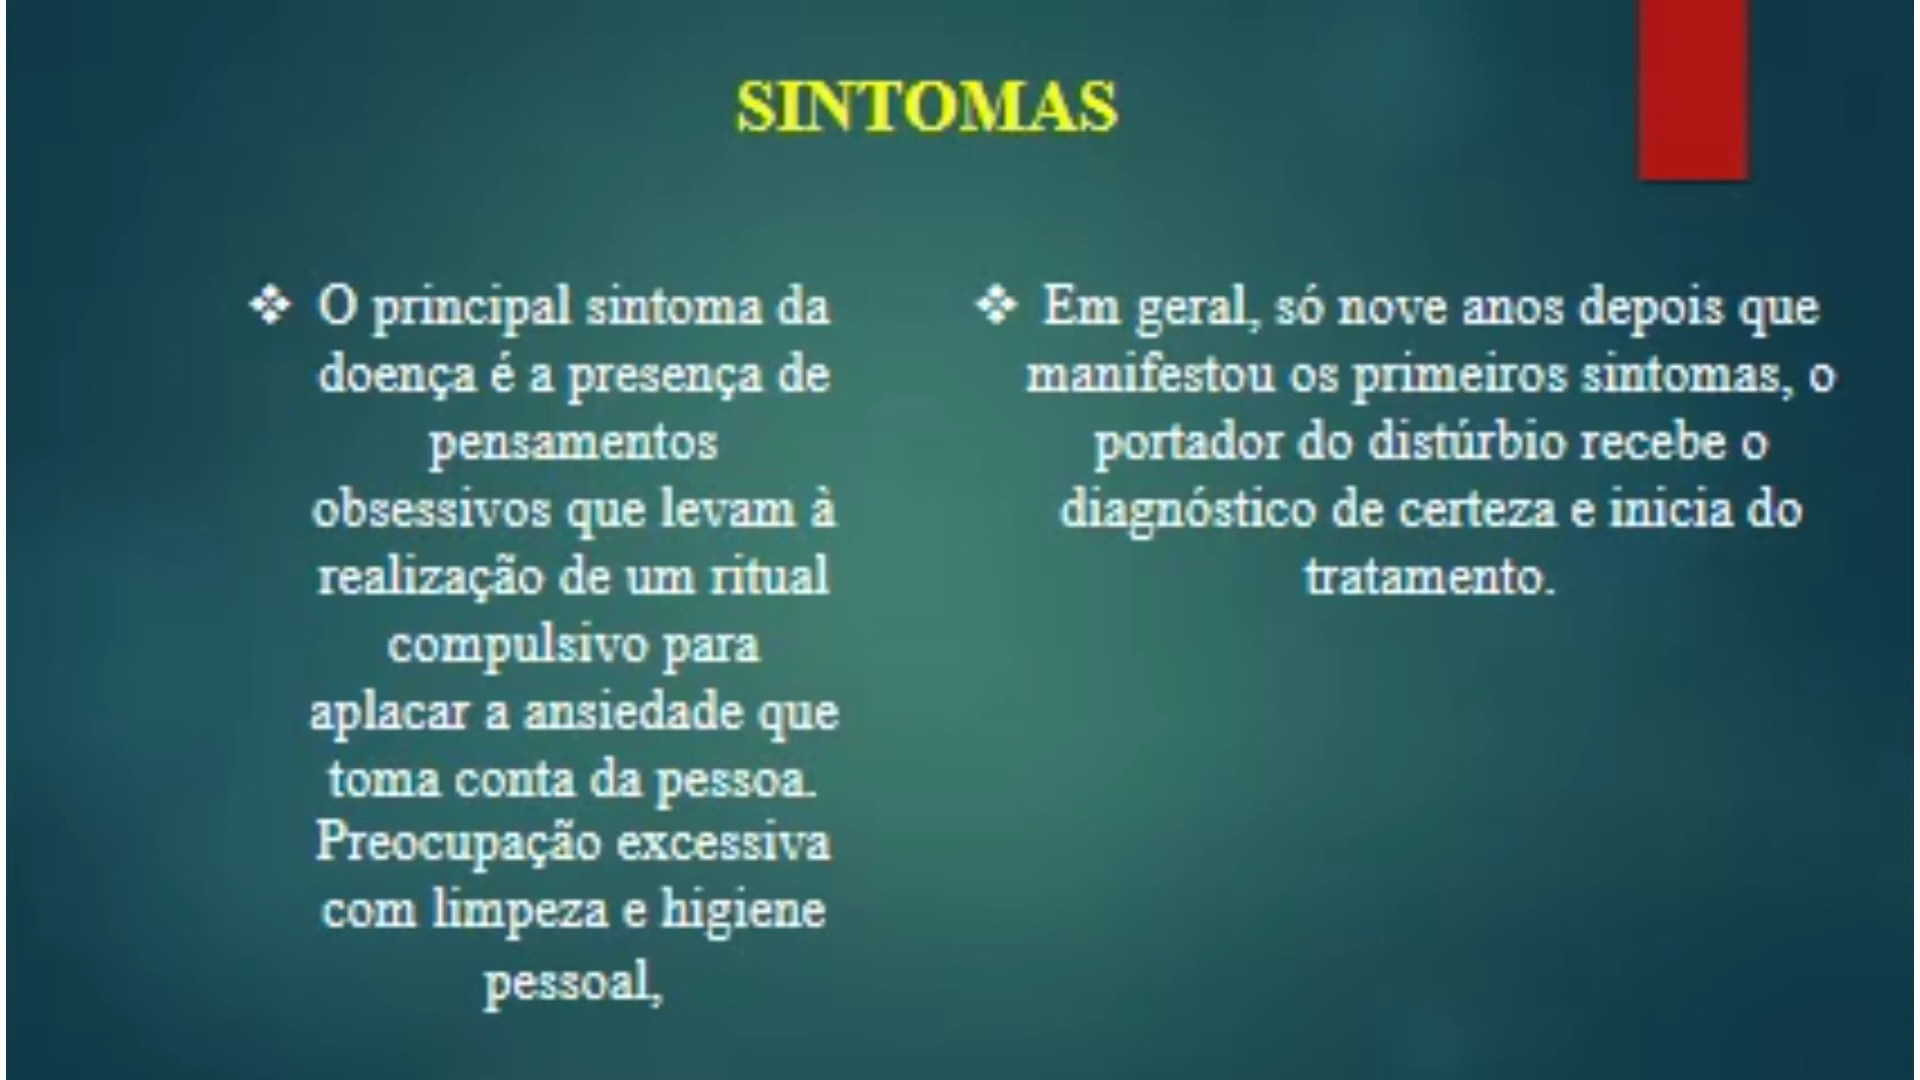 SINTOMAS
❖ O principal sintoma da
doença é a presença de
pensamentos
obsessivos que levam à
realização de um ritual
compulsivo para
aplacar a ansiedade que
toma conta da pessoa.
Preocupação excessiva
com limpeza e higiene
pessoal,
❖ Em geral, só nove anos depois que
manifestou os primeiros sintomas, o
portador do distúrbio recebe o
diagnóstico de certeza e inicia do
tratamento.